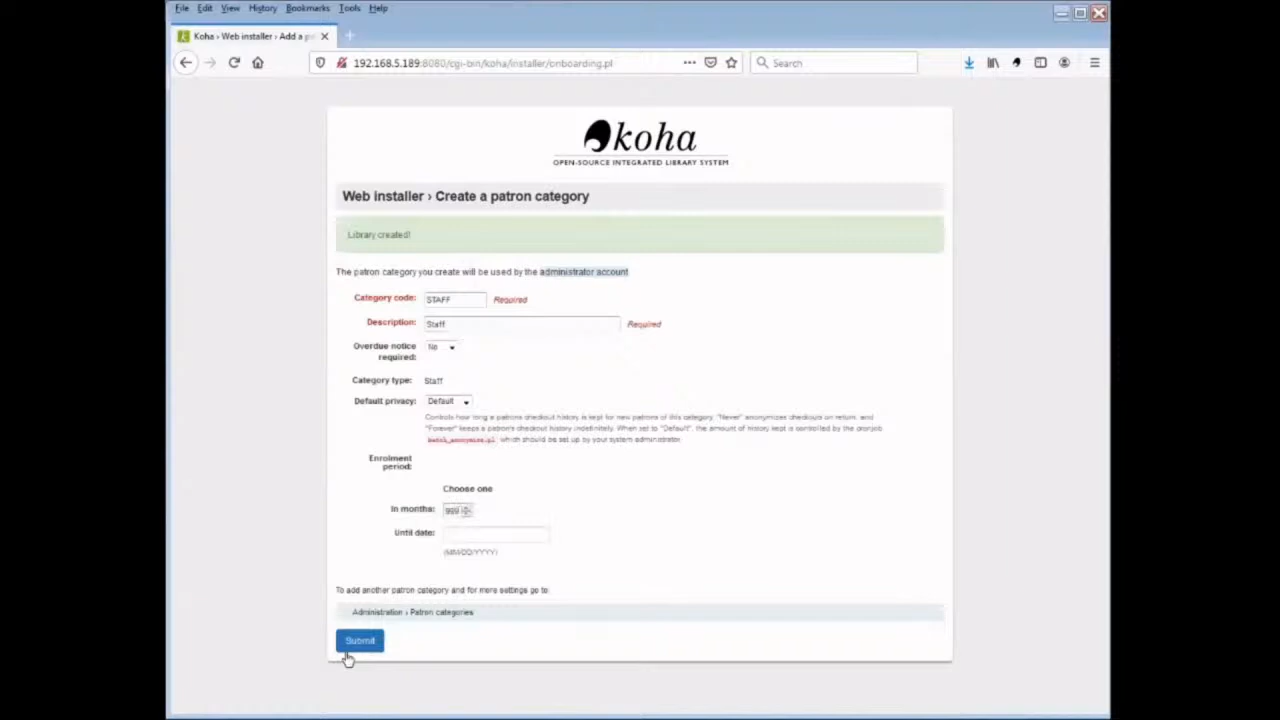 File Edit View History Bookmarks Tools Help
Koha › Web installer › Add a pa
192.168.5.189:8080/cgi-bin/koha/installer/onboarding.pl
Search
koha
OPEN-SOURCE INTEGRATED LIBRARY SYSTEM
Web installer › Create a patron category
Library created!
The patron category you create will be used by the administrator account
Category code: STAFF Required
Description: Staff Required
Overdue notice required: No
Category type: Staff
Default privacy: Default
Controls how long a patrons checkout history is kept for new patrons of this category. "Never" anonymizes checkouts on return, and
"Forever" keeps a patron's checkout history indefinitely. When set to "Default", the amount of history kept is controlled by the cronjob
batch_anonymise.pl which should be set up by your system administrator.
Enrolment
period:
Choose one
In months: 999
Until date:
(MM/DD/YYYY)
To add another patron category and for more settings go to
Administration › Patron categories
Submit